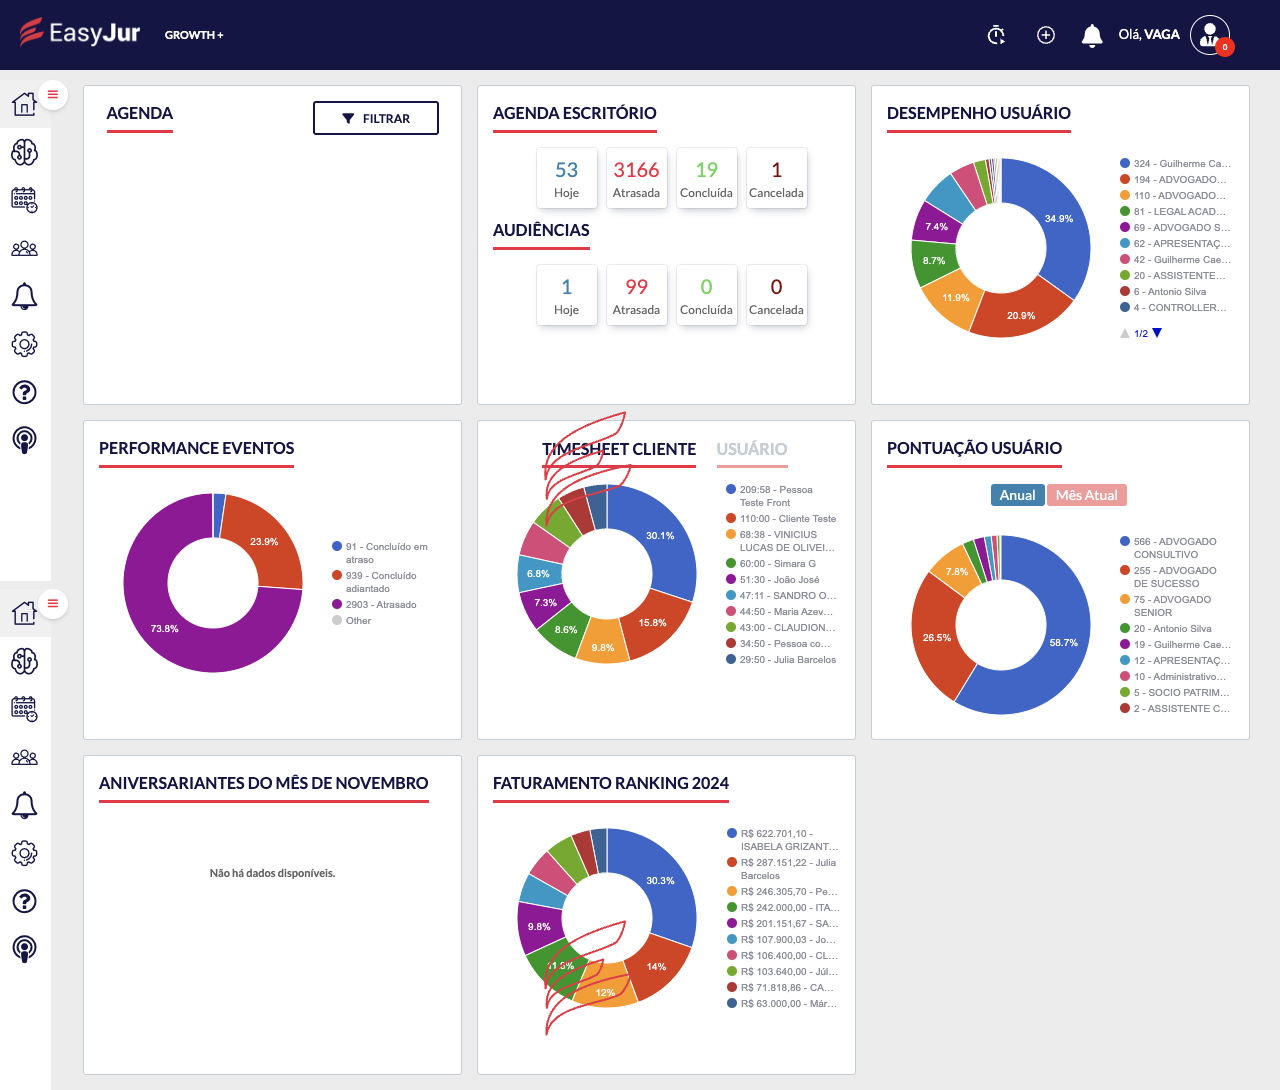 EasyJur
GROWTH +
Olá, VAGA
0
AGENDA
FILTRAR
AGENDA ESCRITÓRIO
53
Hoje
3166
Atrasada
19
Concluída
1
Cancelada
AUDIÊNCIAS
1
Hoje
99
Atrasada
0
Concluída
0
Cancelada
DESEMPENHO USUÁRIO
34.9%
20.9%
11.9%
8.7%
7.4%
324 - Guilherme Cae...
194 - ADVOGADO...
110 - ADVOGADO...
81 - LEGAL ACAD...
69 - ADVOGADO S...
62 - APRESENTAÇ...
42 - Guilherme Cae...
20 - ASSISTENTE...
6 - Antonio Silva
4 - CONTROLLER...
1/2
PERFORMANCE EVENTOS
23.9%
73.8%
91 - Concluído em
atraso
939 - Concluído
adiantado
2903 - Atrasado
Other
TIMESHEET CLIENTE
USUÁRIO
30.1%
15.8%
9.8%
8.6%
7.3%
6.8%
209:58 - Pessoa
Teste Front
110:00 - Cliente Teste
68:38 - VINICIUS
LUCAS DE OLIVEI...
60:00 - Simara G
51:30 - João José
47:11 - SANDRO O...
44:50 - Maria Azev...
43:00 - CLAUDION...
34:50 - Pessoa co...
29:50 - Julia Barcelos
PONTUAÇÃO USUÁRIO
Anual
Mês Atual
58.7%
26.5%
7.8%
566 - ADVOGADO
CONSULTIVO
255 - ADVOGADO
DE SUCESSO
75 - ADVOGADO
SENIOR
20 - Antonio Silva
19 - Guilherme Cae...
12 - APRESENTAÇ...
10 - Administrativo...
5 - SOCIO PATRIM...
2 - ASSISTENTE C...
ANIVERSARIANTES DO MÊS DE NOVEMBRO
Não há dados disponíveis.
FATURAMENTO RANKING 2024
30.3%
14%
12%
9.8%
R$ 622.701,10 -
ISABELA GRIZANT...
R$ 287.151,22 - Julia
Barcelos
R$ 246.305,70 - Pe...
R$ 242.000,00 - ITA...
R$ 201.151,67 - SA...
R$ 107.900,03 - Jo...
R$ 106.400,00 - CL...
R$ 103.640,00 - Júl...
R$ 71.818,86 - CA...
R$ 63.000,00 - Már...